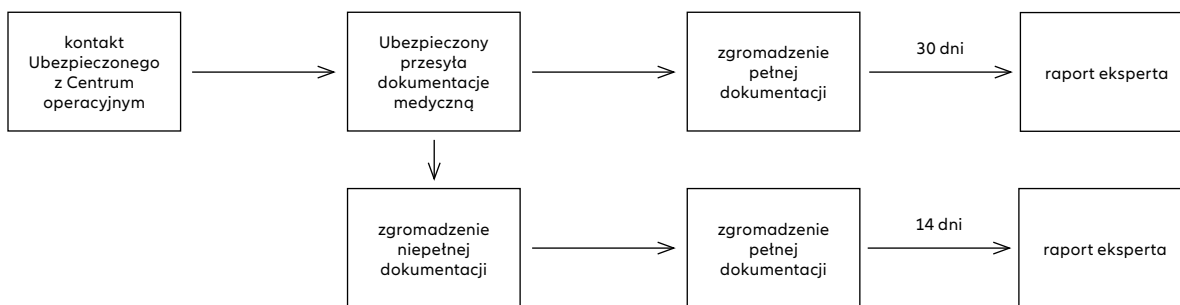 kontakt
Ubezpieczonego
z Centrum
operacyjnym
Ubezpieczony
przesyła
dokumentacje
medyczną
zgromadzenie
pełnej
dokumentacji
30 dni
raport eksperta
zgromadzenie
niepełnej
dokumentacji
zgromadzenie
pełnej
dokumentacji
14 dni
raport eksperta